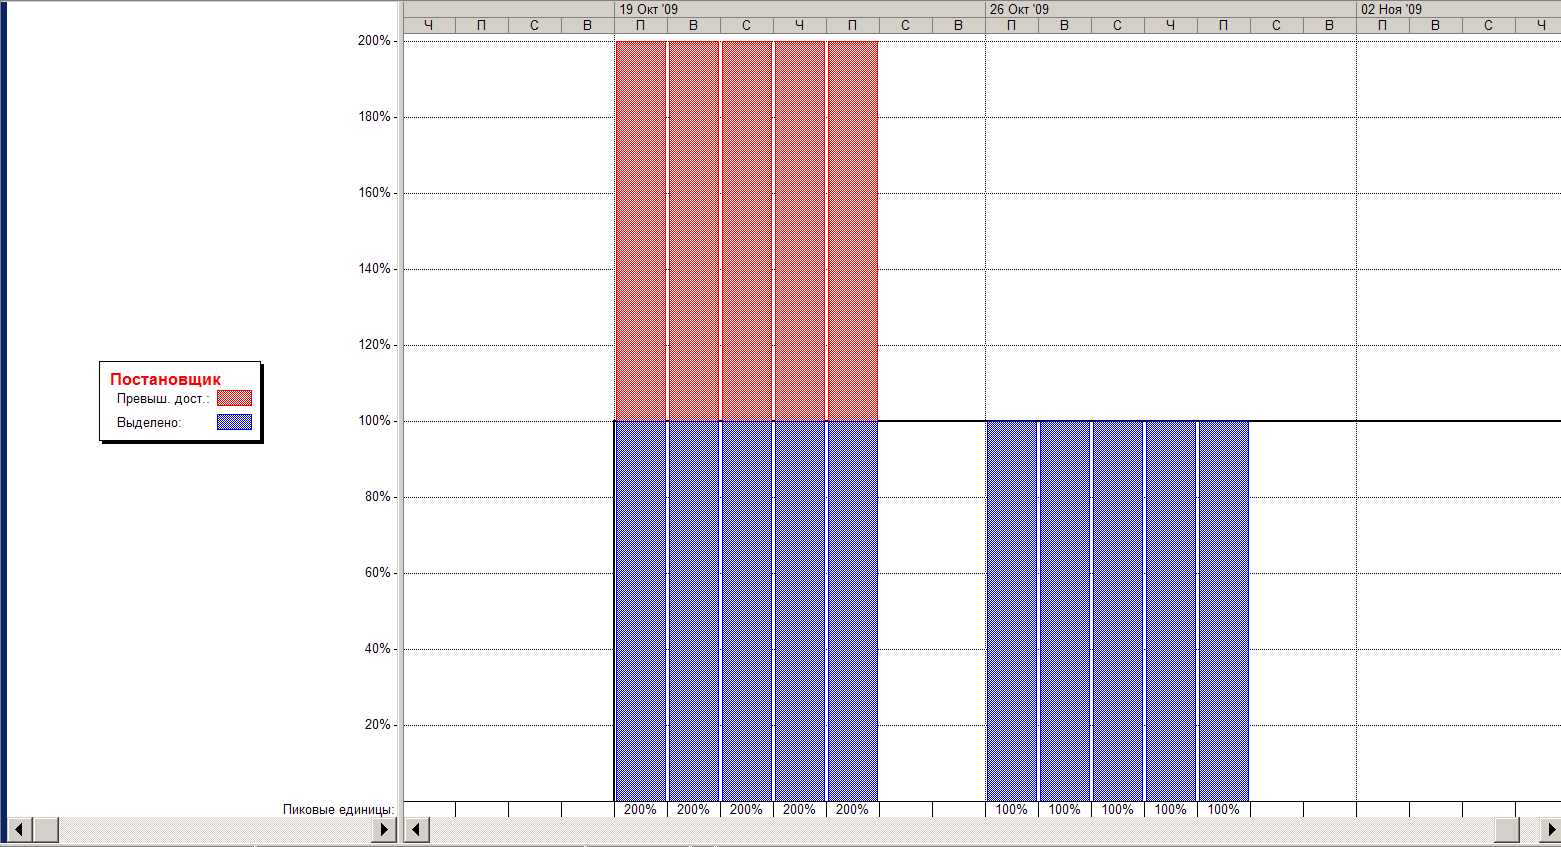 19 Окт '09 26 Окт '09 02 Ноя '09
Ч П С В П В С Ч П С В П В С Ч П С В П В С Ч
200%
180%
160%
140%
120%
Постановщик
Превыш. дост.:
Выделено:
100%
80%
60%
40%
20%
Пиковые единицы: 200% 200% 200% 200% 200% 100% 100% 100% 100% 100%